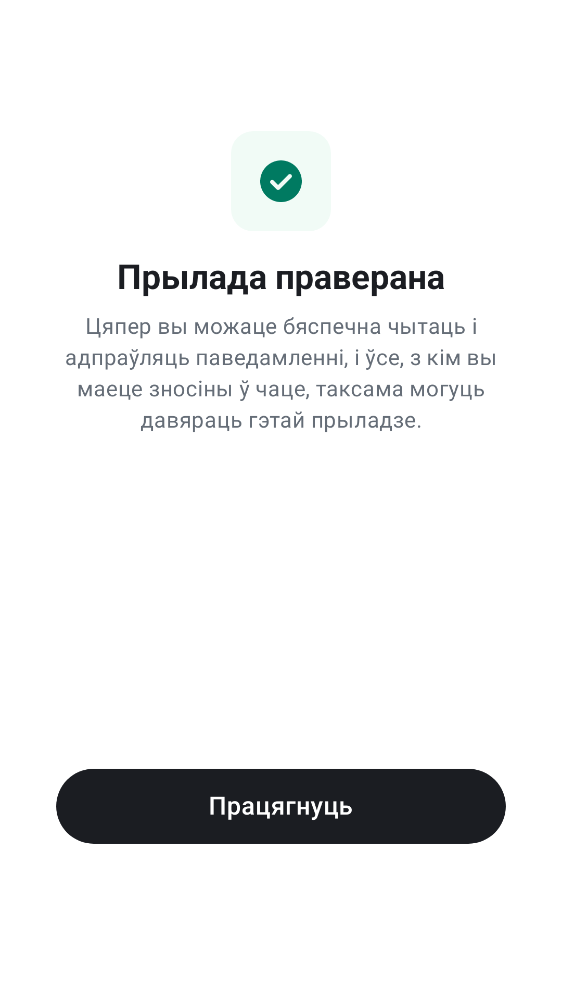 Прылада праверана
Цяпер вы можаце бяспечна чытаць і
адпраўляць паведамленні, і ўсе, з кім вы
маеце зносіны ў чаце, таксама могуць
давяраць гэтай прыладзе.
Працягнуць